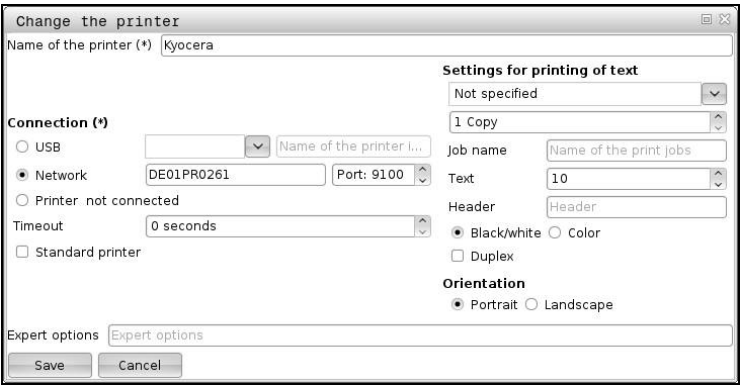 Change the printer
Name of the printer (*) Kyocera
Settings for printing of text
Not specified
Connection (*)
1 Copy
USB Name of the printer i...
Job name Name of the print jobs
Network DE01PR0261 Port: 9100
Text 10
Printer not connected
Header Header
Timeout 0 seconds
Black/white Color
Standard printer
Duplex
Orientation
Portrait Landscape
Expert options Expert options
Save Cancel